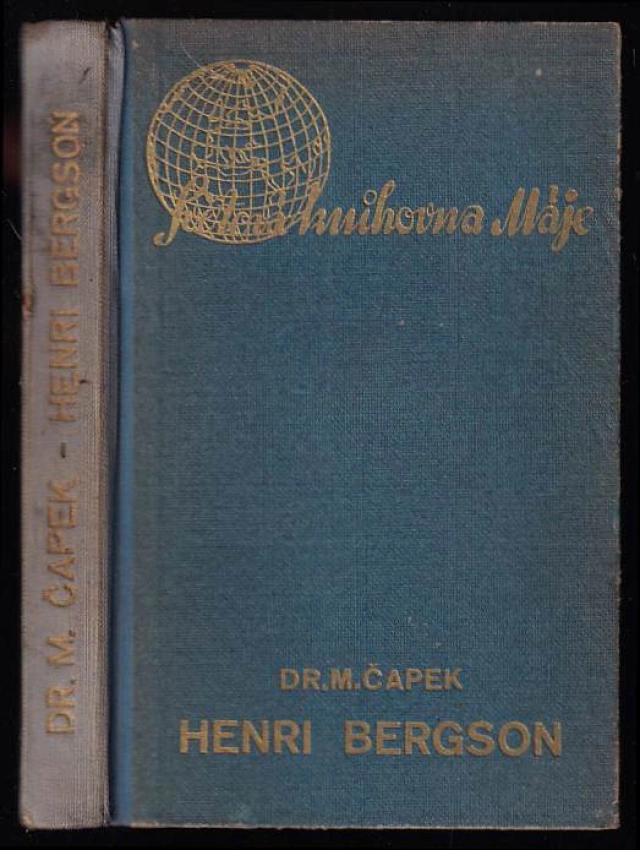 DR. M. ČAPEK - HENRI BERGSON
Světová knihovna Máje
DR.M.ČAPEK
HENRI BERGSON